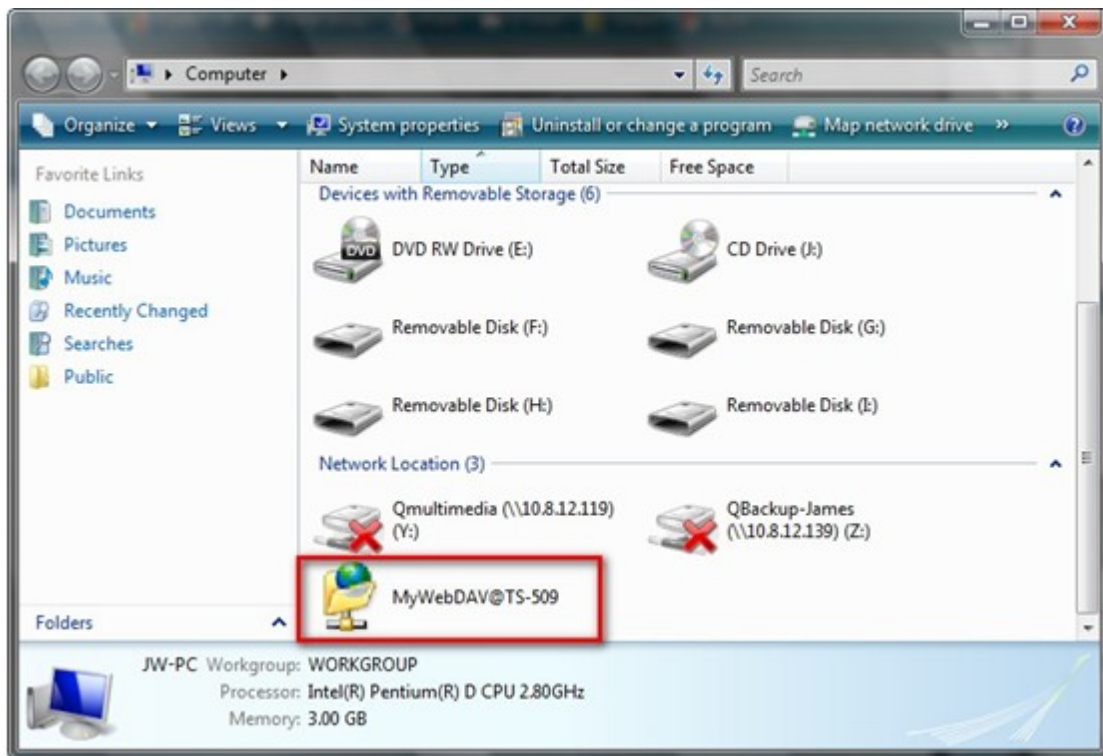 Computer
Search
Organize Views System properties Uninstall or change a program Map network drive »
Favorite Links
Documents
Pictures
Music
Recently Changed
Searches
Public
Folders
Name Type Total Size Free Space
Devices with Removable Storage (6)
DVD
DVD RW Drive (E:)
CD Drive (J:)
Removable Disk (F:)
Removable Disk (G:)
Removable Disk (H:)
Removable Disk (I:)
Network Location (3)
Qmultimedia (\\10.8.12.119)
(Y:)
QBackup-James
(\\10.8.12.139) (Z:)
MyWebDAV@TS-509
JW-PC Workgroup: WORKGROUP
Processor: Intel(R) Pentium(R) D CPU 2.80GHz
Memory: 3.00 GB